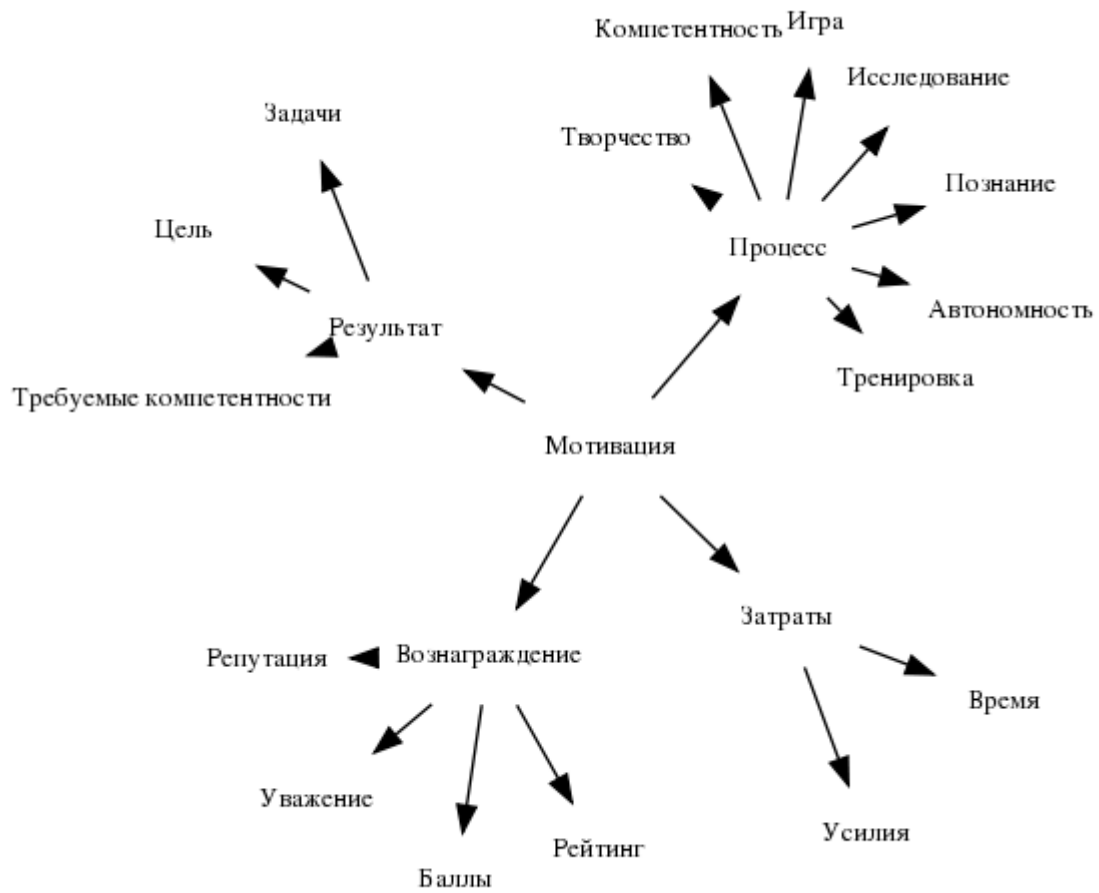 Игра
Компетентность
Исследование
Задачи
Творчество
Познание
Цель
Процесс
Автономность
Результат
Тренировка
Требуемые компетентности
Мотивация
Затраты
Репутация
Вознаграждение
Время
Уважение
Усилия
Рейтинг
Баллы